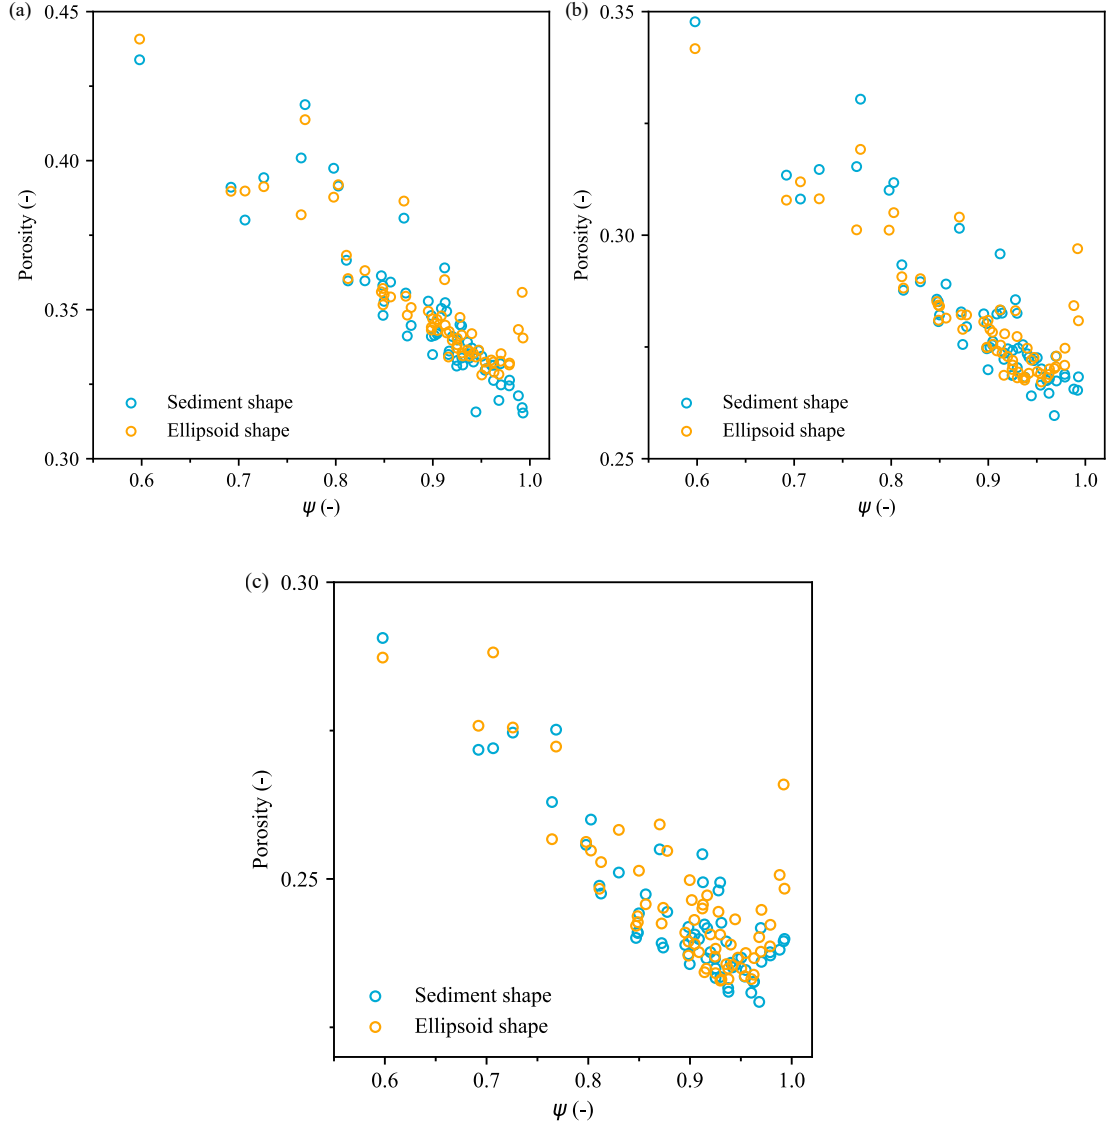 (a)
0.45
0.40
0.35
0.30
Porosity (-)
Sediment shape
Ellipsoid shape
0.6 0.7 0.8 0.9 1.0
ψ (-)
(b)
0.35
0.30
0.25
Porosity (-)
Sediment shape
Ellipsoid shape
0.6 0.7 0.8 0.9 1.0
ψ (-)
(c)
0.30
0.25
Porosity (-)
Sediment shape
Ellipsoid shape
0.6 0.7 0.8 0.9 1.0
ψ (-)